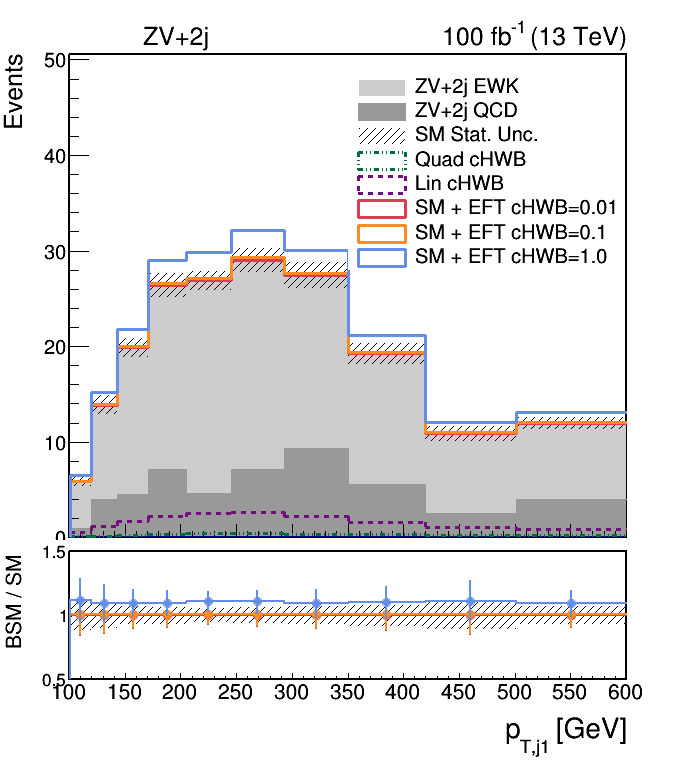 ZV+2j
100 fb-1 (13 TeV)
Events
50
40
30
20
10
0
ZV+2j EWK
ZV+2j QCD
SM Stat. Unc.
Quad cHWB
Lin cHWB
SM + EFT cHWB=0.01
SM + EFT cHWB=0.1
SM + EFT cHWB=1.0
BSM / SM
1.5
1
0.5
100 150 200 250 300 350 400 450 500 550 600
pT,j1 [GeV]